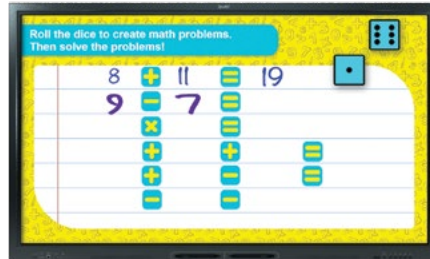 Roll the dice to create math problems.
Then solve the problems!
8 + 11 = 19
9 - 7 =
× =
+ + =
+ - =
- -